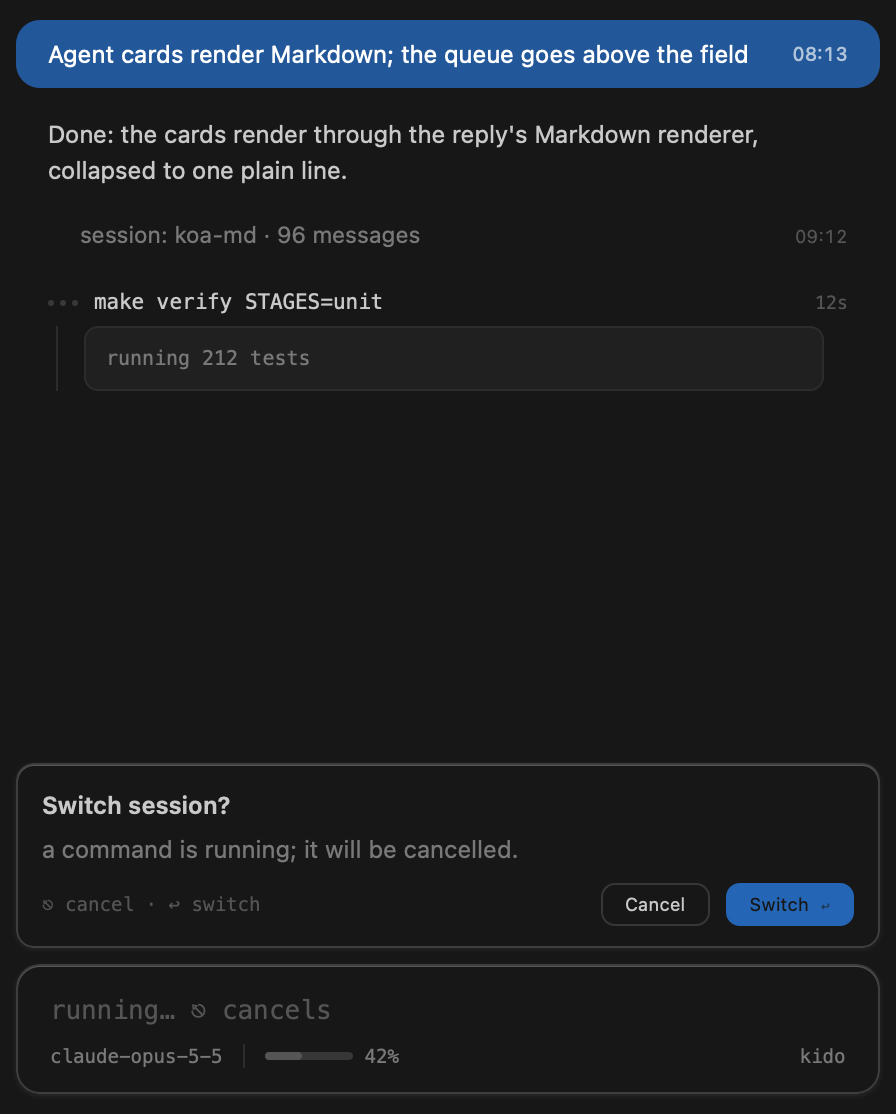 Agent cards render Markdown; the queue goes above the field 08:13
Done: the cards render through the reply's Markdown renderer,
collapsed to one plain line.
session: koa-md · 96 messages 09:12
make verify STAGES=unit 12s
running 212 tests
Switch session?
a command is running; it will be cancelled.
⎋ cancel · ↩ switch Cancel Switch ↩
running… ⎋ cancels
claude-opus-5-5 42% kido